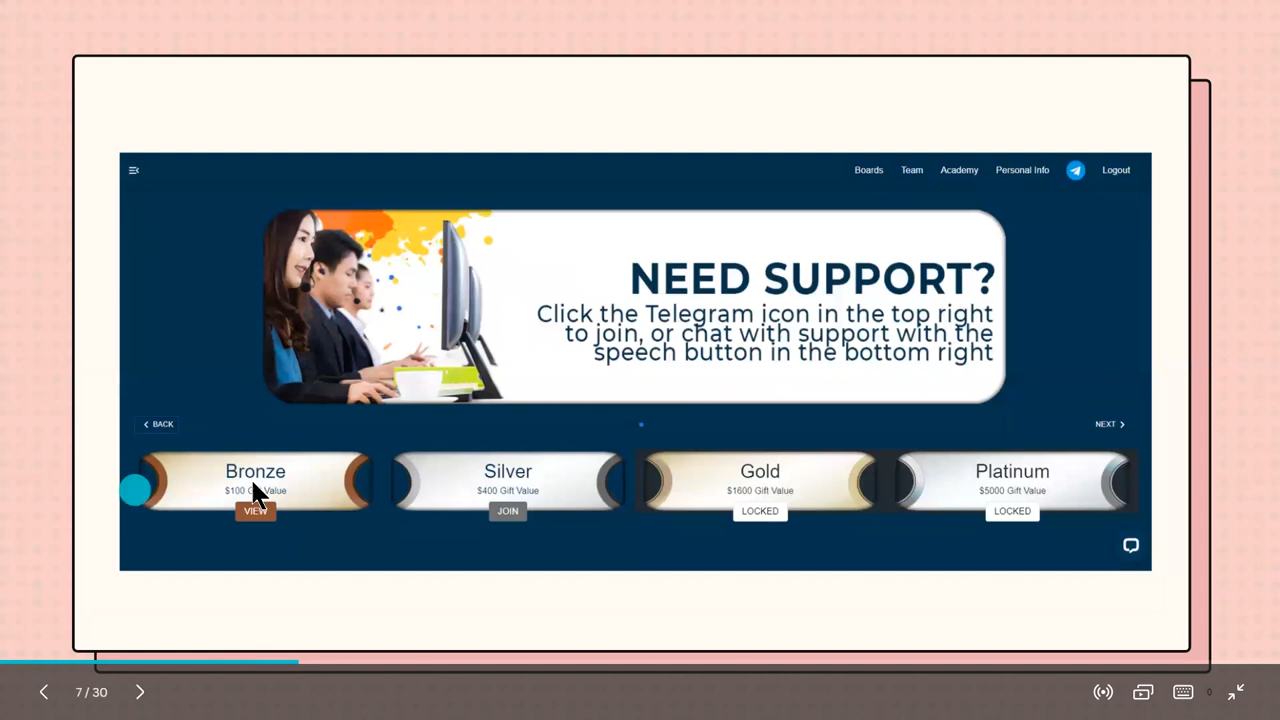 Boards Team Academy Personal Info Logout
NEED SUPPORT?
Click the Telegram icon in the top right
to join, or chat with support with the
speech button in the bottom right
BACK NEXT
Bronze Silver Gold Platinum
$100 Value $400 Gift Value $1600 Gift Value $5000 Gift Value
VIEW JOIN LOCKED LOCKED
7 / 30 0